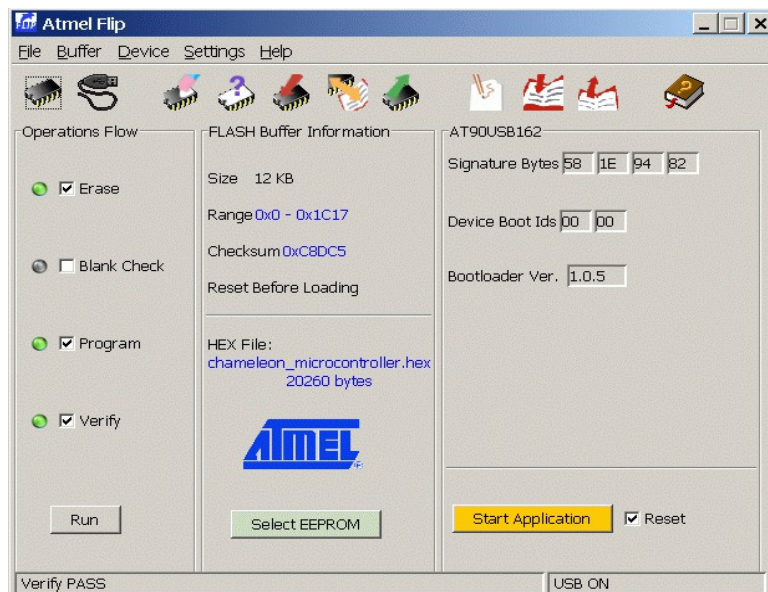 Atmel Flip
File Buffer Device Settings Help
Operations Flow
Erase
Blank Check
Program
Verify
Run
FLASH Buffer Information
Size 12 KB
Range 0x0 - 0x1C17
Checksum 0xC8DC5
Reset Before Loading
HEX File:
chameleon_microcontroller.hex
20260 bytes
ATMEL
Select EEPROM
AT90USB162
Signature Bytes 58 1E 94 82
Device Boot Ids 00 00
Bootloader Ver. 1.0.5
Start Application Reset
Verify PASS USB ON